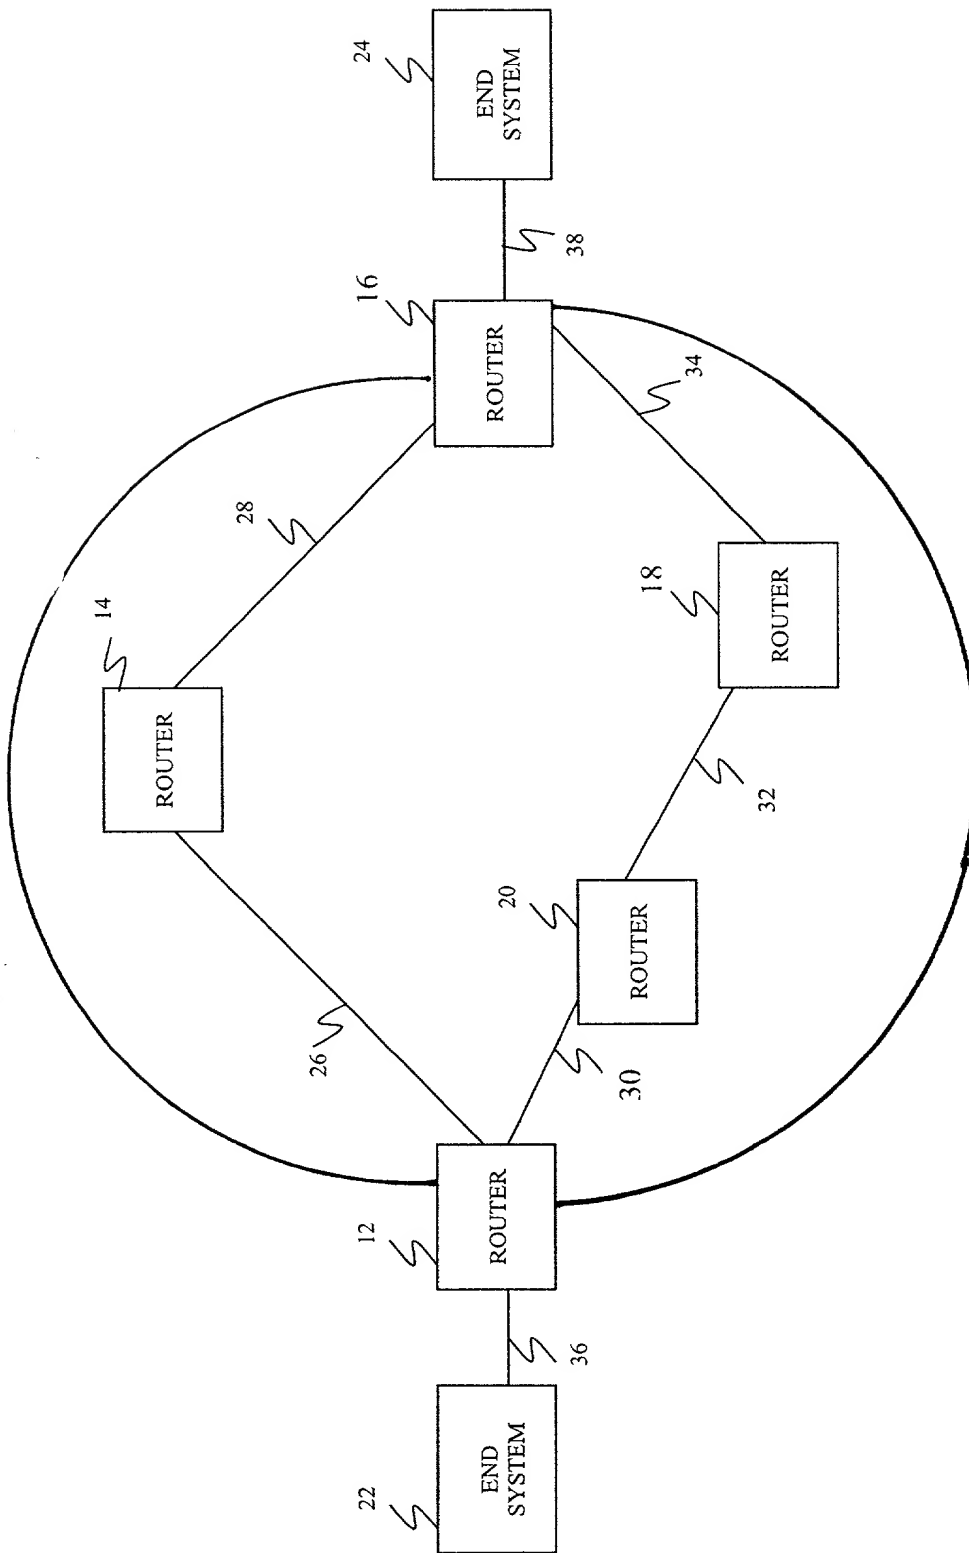 22
END
SYSTEM
36
12
ROUTER
26
14
ROUTER
28
30
20
ROUTER
32
18
ROUTER
34
16
ROUTER
38
24
END
SYSTEM